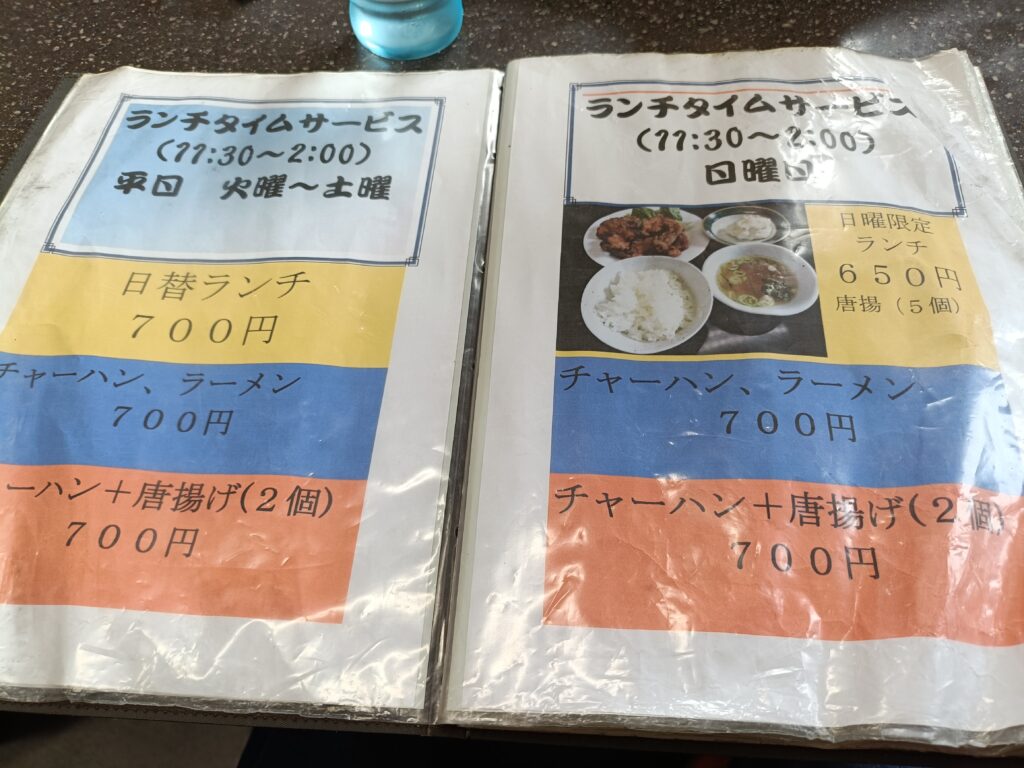 ランチタイムサービス
(11:30～2:00)
平日　火曜～土曜
日替ランチ
７００円
チャーハン、ラーメン
７００円
ーハン＋唐揚げ(２個)
７００円
ランチタイムサービス
(11:30～2:00)
日曜日
日曜限定
ランチ
６５０円
唐揚（５個）
チャーハン、ラーメン
７００円
チャーハン＋唐揚げ(２個)
７００円